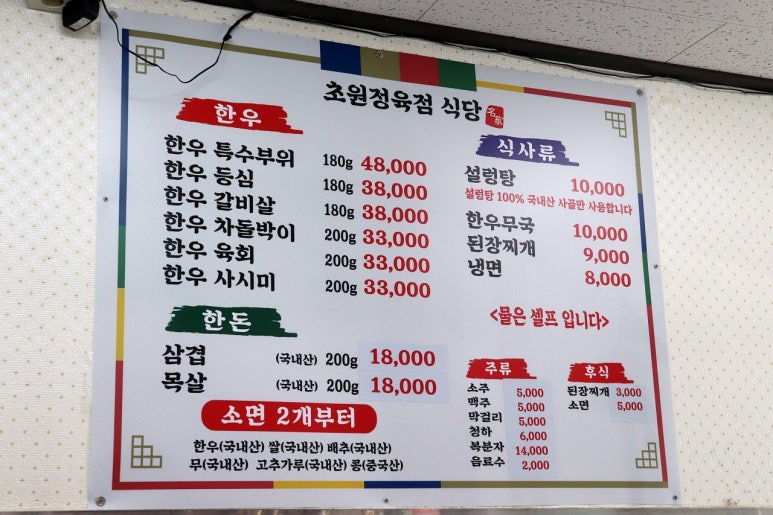 초원정육점 식당
名家
한우
한우 특수부위 180g 48,000
한우 등심 180g 38,000
한우 갈비살 180g 38,000
한우 차돌박이 200g 33,000
한우 육회 200g 33,000
한우 사시미 200g 33,000
한돈
삼겹 (국내산) 200g 18,000
목살 (국내산) 200g 18,000
소면 2개부터
한우(국내산) 쌀(국내산) 배추(국내산)
무(국내산) 고추가루(국내산) 콩(중국산)
식사류
설렁탕 10,000
설렁탕 100% 국내산 사골만 사용합니다
한우무국 10,000
된장찌개 9,000
냉면 8,000
<물은 셀프 입니다>
주류
소주 5,000
맥주 5,000
막걸리 5,000
청하 6,000
복분자 14,000
음료수 2,000
후식
된장찌개 3,000
소면 5,000